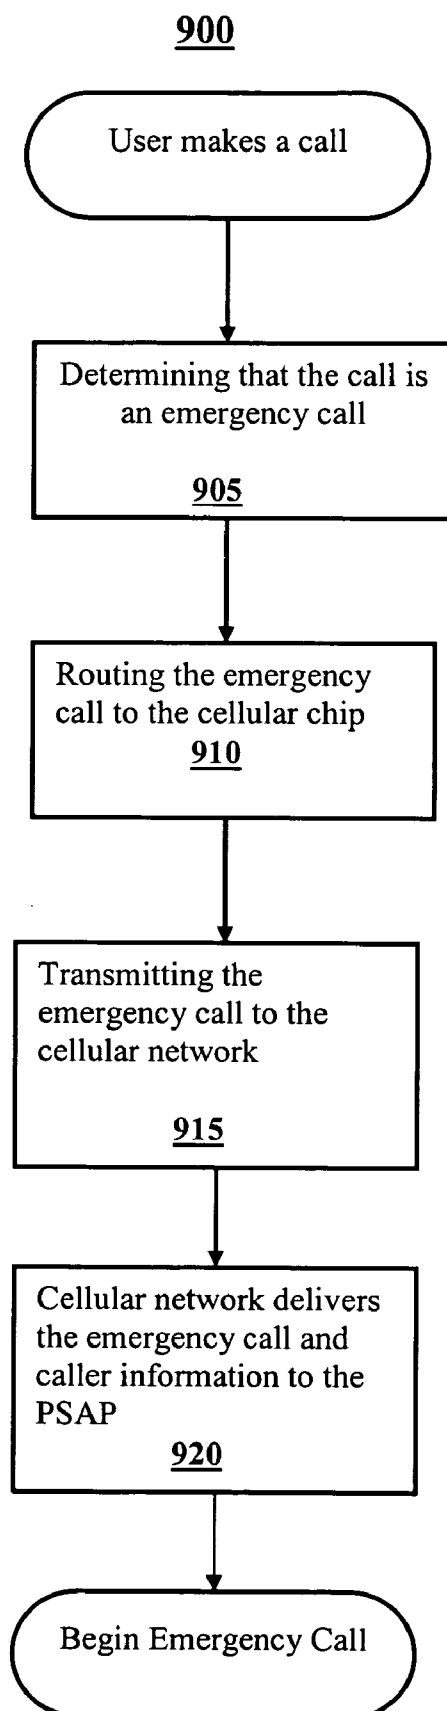 900
User makes a call
Determining that the call is
an emergency call
905
Routing the emergency
call to the cellular chip
910
Transmitting the
emergency call to the
cellular network
915
Cellular network delivers
the emergency call and
caller information to the
PSAP
920
Begin Emergency Call